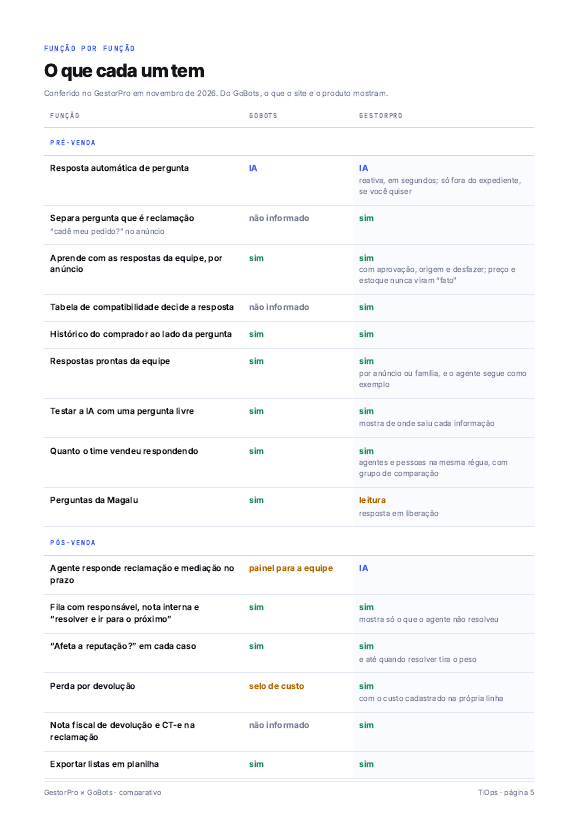 FUNÇÃO POR FUNÇÃO
O que cada um tem
Conferido no GestorPro em novembro de 2026. Do GoBots, o que o site e o produto mostram.
FUNÇÃO GOBOTS GESTORPRO
PRÉ-VENDA
Resposta automática de pergunta IA IA
reativa, em segundos; só fora do expediente,
se você quiser
Separa pergunta que é reclamação não informado sim
"cadê meu pedido?" no anúncio
Aprende com as respostas da equipe, por sim sim
anúncio com aprovação, origem e desfazer; preço e
estoque nunca viram "fato"
Tabela de compatibilidade decide a resposta não informado sim
Histórico do comprador ao lado da pergunta sim sim
Respostas prontas da equipe sim sim
por anúncio ou família, e o agente segue como
exemplo
Testar a IA com uma pergunta livre sim sim
mostra de onde saiu cada informação
Quanto o time vendeu respondendo sim sim
agentes e pessoas na mesma régua, com
grupo de comparação
Perguntas da Magalu sim leitura
resposta em liberação
PÓS-VENDA
Agente responde reclamação e mediação no painel para a equipe IA
prazo
Fila com responsável, nota interna e sim sim
"resolver e ir para o próximo" mostra só o que o agente não resolveu
"Afeta a reputação?" em cada caso sim sim
e até quando resolver tira o peso
Perda por devolução selo de custo sim
com o custo cadastrado na própria linha
Nota fiscal de devolução e CT-e na não informado sim
reclamação
Exportar listas em planilha sim sim
GestorPro × GoBots · comparativo TiOps · página 5